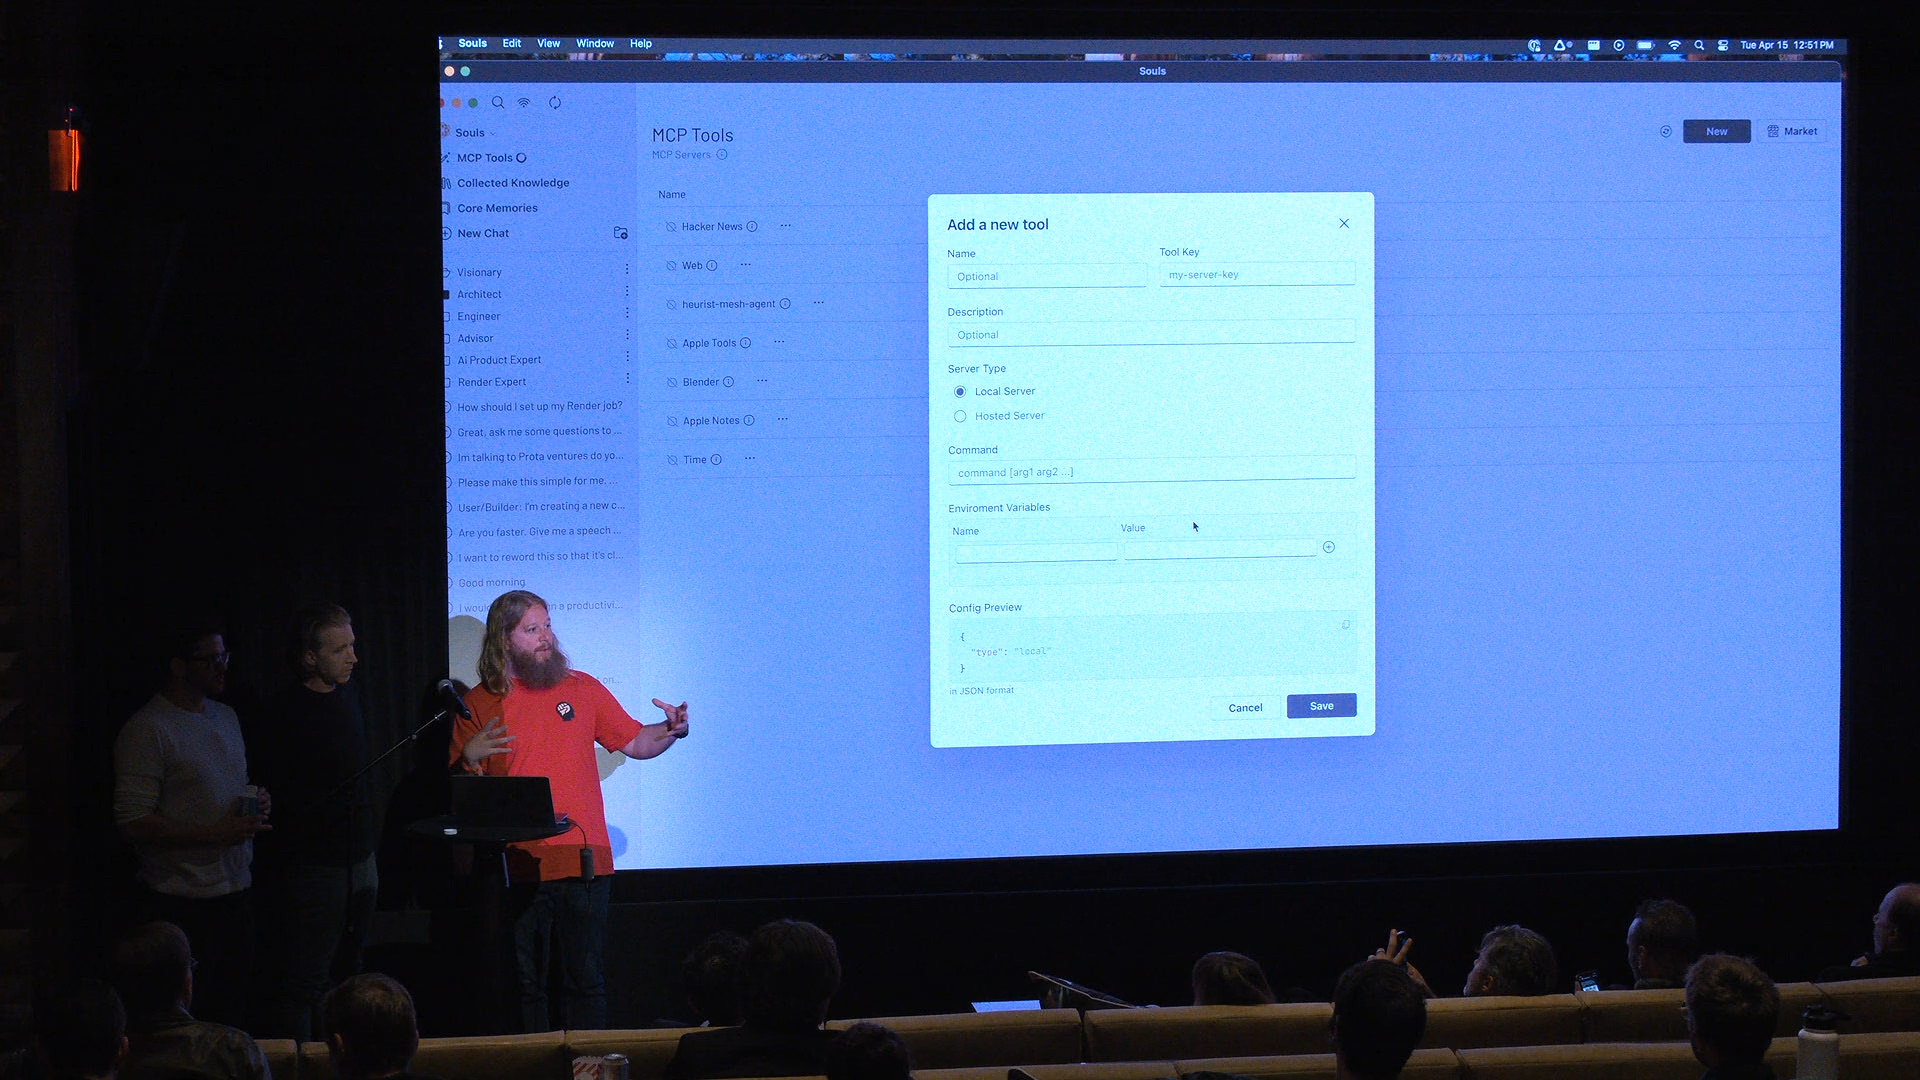 Souls Edit View Window Help
Tue Apr 15 12:51PM
Souls
Souls
MCP Tools
Collected Knowledge
Core Memories
New Chat
Visionary
Architect
Engineer
Advisor
Ai Product Expert
Render Expert
How should I set up my Render job?
Great, ask me some questions to ...
Im talking to Prota ventures do yo...
Please make this simple for me. ...
User/Builder: I'm creating a new c...
Are you faster. Give me a speech ...
I want to reword this so that it's cl...
Good morning
I woul
n a productivi...
on...
MCP Tools
MCP Servers
New
Market
Name
Hacker News
Web
heurist-mesh-agent
Apple Tools
Blender
Apple Notes
Time
Add a new tool
Name
Tool Key
Optional
my-server-key
Description
Optional
Server Type
Local Server
Hosted Server
Command
command [arg1 arg2 ...]
Enviroment Variables
Name
Value
Config Preview
{
"type": "local"
}
in JSON format
Cancel
Save